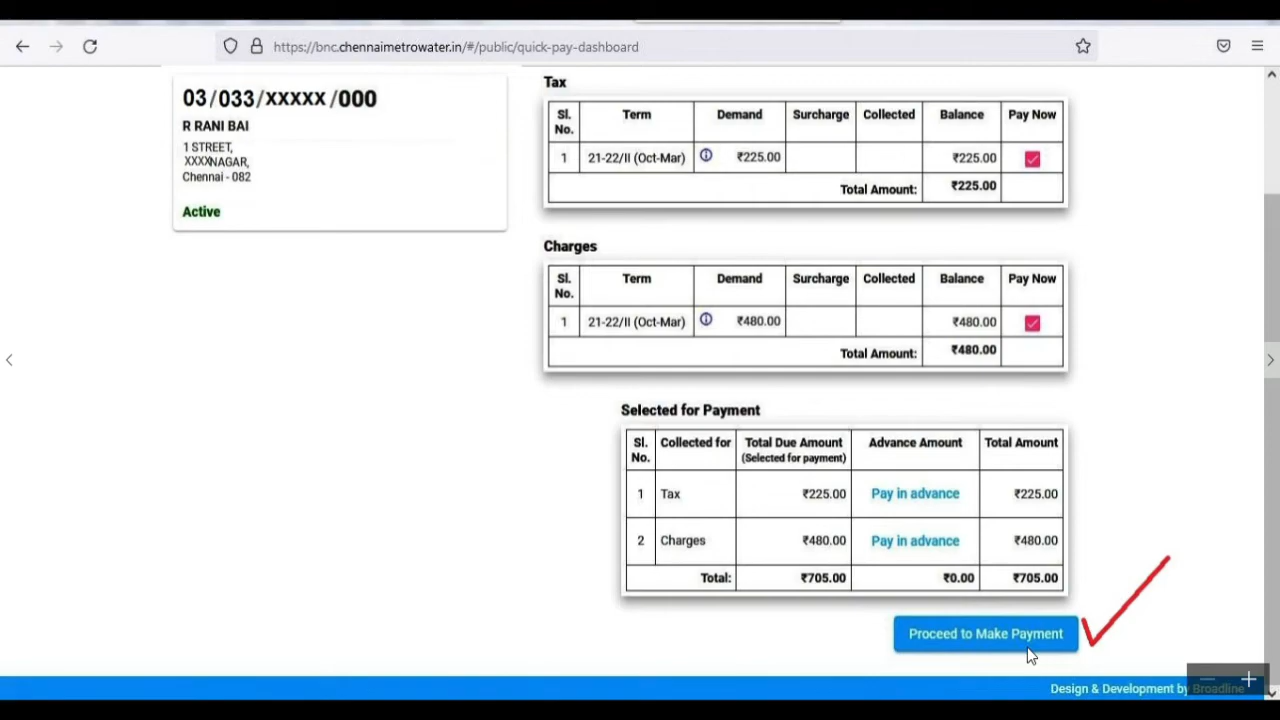 https://bnc.chennaimetrowater.in/#/public/quick-pay-dashboard
03/033/XXXXX /000
R RANI BAI
1 STREET,
XXXXNAGAR,
Chennai - 082
Active
Tax
Sl. No. Term Demand Surcharge Collected Balance Pay Now
1 21-22/II (Oct-Mar) ₹225.00 ₹225.00
Total Amount: ₹225.00
Charges
Sl. No. Term Demand Surcharge Collected Balance Pay Now
1 21-22/II (Oct-Mar) ₹480.00 ₹480.00
Total Amount: ₹480.00
Selected for Payment
Sl. No. Collected for Total Due Amount (Selected for payment) Advance Amount Total Amount
1 Tax ₹225.00 Pay in advance ₹225.00
2 Charges ₹480.00 Pay in advance ₹480.00
Total: ₹705.00 ₹0.00 ₹705.00
Proceed to Make Payment
Design & Development by Broadline